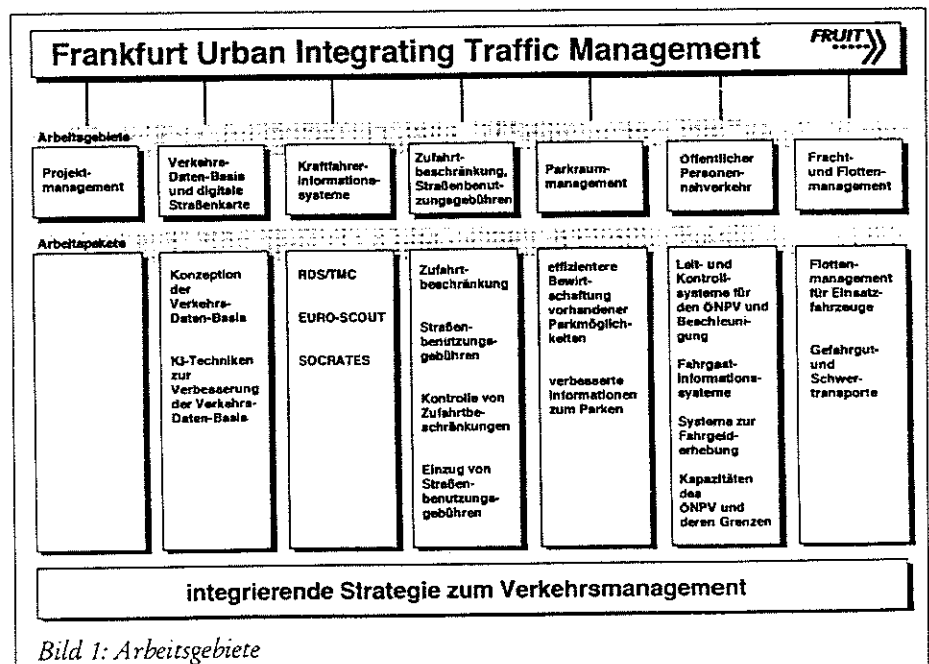 Frankfurt Urban Integrating Traffic Management
FRUIT
Arbeitsgebiete
Projekt-
management
Verkehrs-
Daten-Basis
und digitale
Straßenkarte
Kraftfahrer-
informations-
systeme
Zufahrt-
beschränkung,
Straßenbenut-
zungsgebühren
Parkraum-
management
Öffentlicher
Personen-
nahverkehr
Fracht-
und Flotten-
management
Arbeitspakete
Konzeption
der
Verkehrs-
Daten-Basis
KI-Techniken
zur
Verbesserung
der Verkehrs-
Daten-Basis
RDS/TMC
EURO-SCOUT
SOCRATES
Zufahrt-
beschränkung
Straßen-
benutzungs-
gebühren
Kontrolle von
Zufahrtbe-
schränkungen
Einzug von
Straßen-
benutzungs-
gebühren
effizientere
Bewirt-
schaftung
vorhandener
Parkmöglich-
keiten
verbesserte
Informationen
zum Parken
Leit- und
Kontroll-
systeme für
den ÖNPV und
Beschleuni-
gung
Fahrgast-
informations-
systeme
Systeme zur
Fahrgeld-
erhebung
Kapazitäten
des
ÖNPV und
deren Grenzen
Flotten-
management
für Einsatz-
fahrzeuge
Gefahrgut-
und
Schwer-
transporte
integrierende Strategie zum Verkehrsmanagement
Bild 1: Arbeitsgebiete